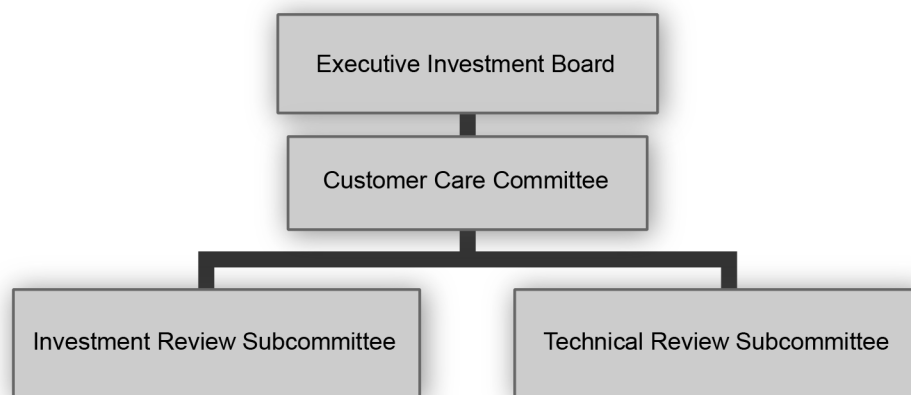 Executive Investment Board
Customer Care Committee
Investment Review Subcommittee
Technical Review Subcommittee